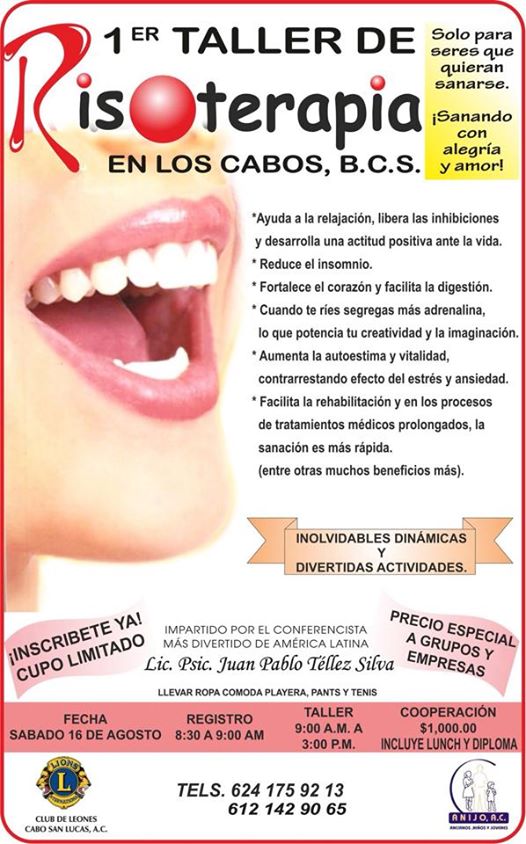 1ER TALLER DE
Risoterapia
EN LOS CABOS, B.C.S.
Solo para
seres que
quieran
sanarse.
¡Sanando
con
alegría
y amor!
*Ayuda a la relajación, libera las inhibiciones
y desarrolla una actitud positiva ante la vida.
* Reduce el insomnio.
* Fortalece el corazón y facilita la digestión.
* Cuando te ríes segregas más adrenalina,
lo que potencia tu creatividad y la imaginación.
* Aumenta la autoestima y vitalidad,
contrarrestando efecto del estrés y ansiedad.
* Facilita la rehabilitación y en los procesos
de tratamientos médicos prolongados, la
sanación es más rápida.
(entre otras muchos beneficios más).
INOLVIDABLES DINÁMICAS
Y
DIVERTIDAS ACTIVIDADES.
¡INSCRIBETE YA!
CUPO LIMITADO
IMPARTIDO POR EL CONFERENCISTA
MÁS DIVERTIDO DE AMÉRICA LATINA
Lic. Psic. Juan Pablo Téllez Silva
PRECIO ESPECIAL
A GRUPOS Y
EMPRESAS
LLEVAR ROPA COMODA PLAYERA, PANTS Y TENIS
FECHA
SABADO 16 DE AGOSTO
REGISTRO
8:30 A 9:00 AM
TALLER
9:00 A.M. A
3:00 P.M.
COOPERACIÓN
$1,000.00
INCLUYE LUNCH Y DIPLOMA
LIONS
L
INTERNATIONAL
CLUB DE LEONES
CABO SAN LUCAS, A.C.
TELS. 624 175 92 13
612 142 90 65
ANIJO, A.C.
ANCIANOS, NIÑOS Y JOVENES